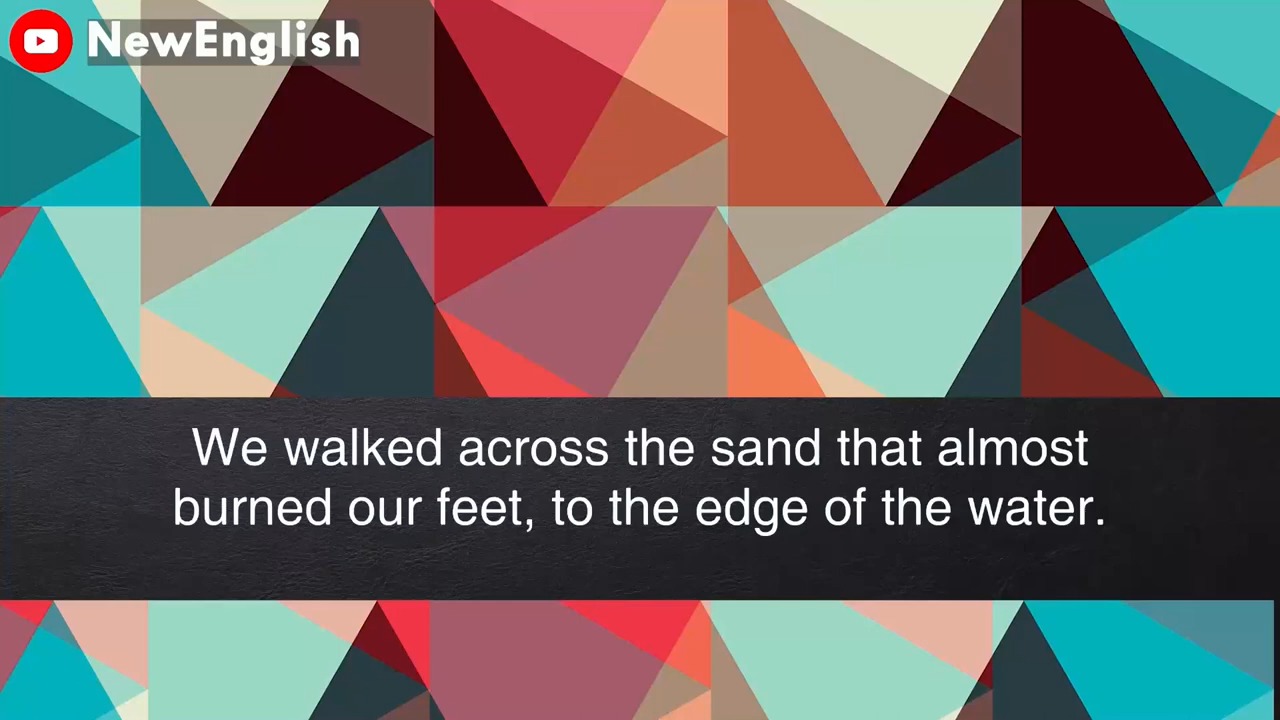 NewEnglish
We walked across the sand that almost
burned our feet, to the edge of the water.